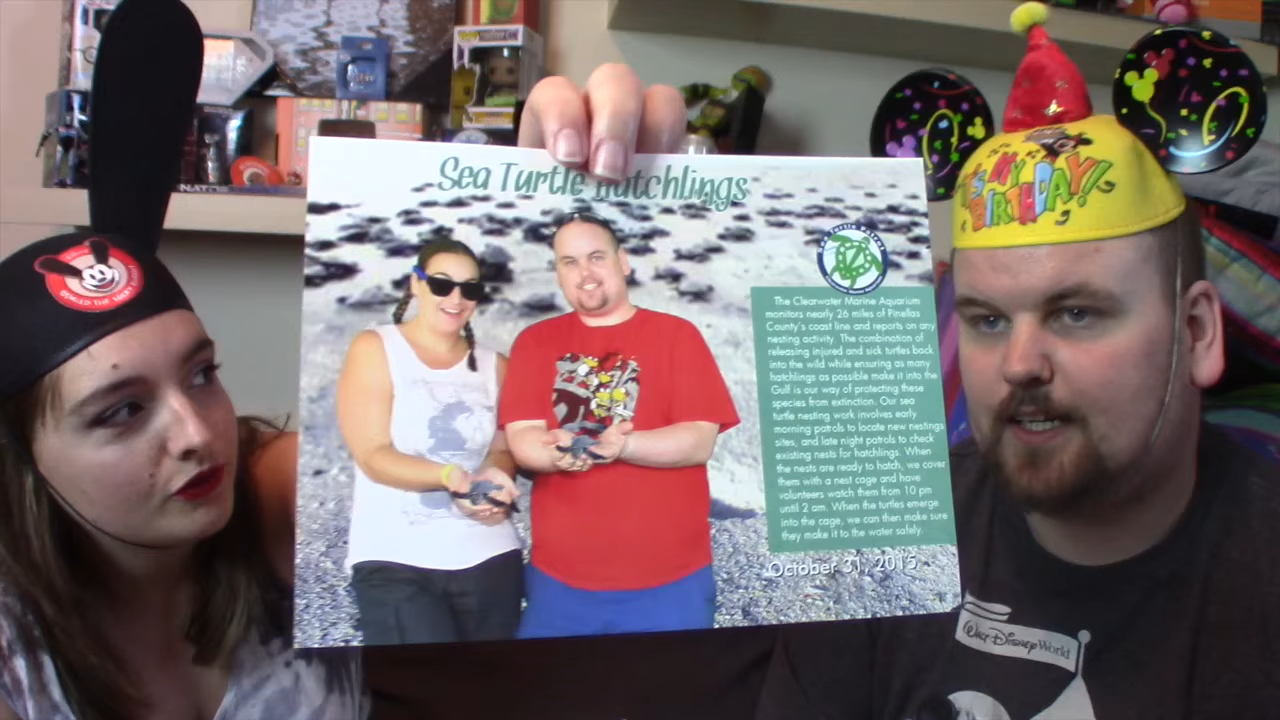 Sea Turtle Hatchlings
IT'S MY
BIRTHDAY!
Sea Turtle Patrol
The Clearwater Marine Aquarium
monitors nearly 26 miles of Pinellas
County's coast line and reports on any
nesting activity. The combination of
releasing injured and sick turtles back
into the wild while ensuring as many
hatchlings as possible make it into the
Gulf is our way of protecting these
species from extinction. Our sea
turtle nesting work involves early
morning patrols to locate new nestings
sites, and late night patrols to check
existing nests for hatchlings. When
the nests are ready to hatch, we cover
them with a nest cage and have
volunteers watch them from 10 pm
until 2 am. When the turtles emerge
into the cage, we can then make sure
they make it to the water safely.
October 31, 2015
Walt Disney World